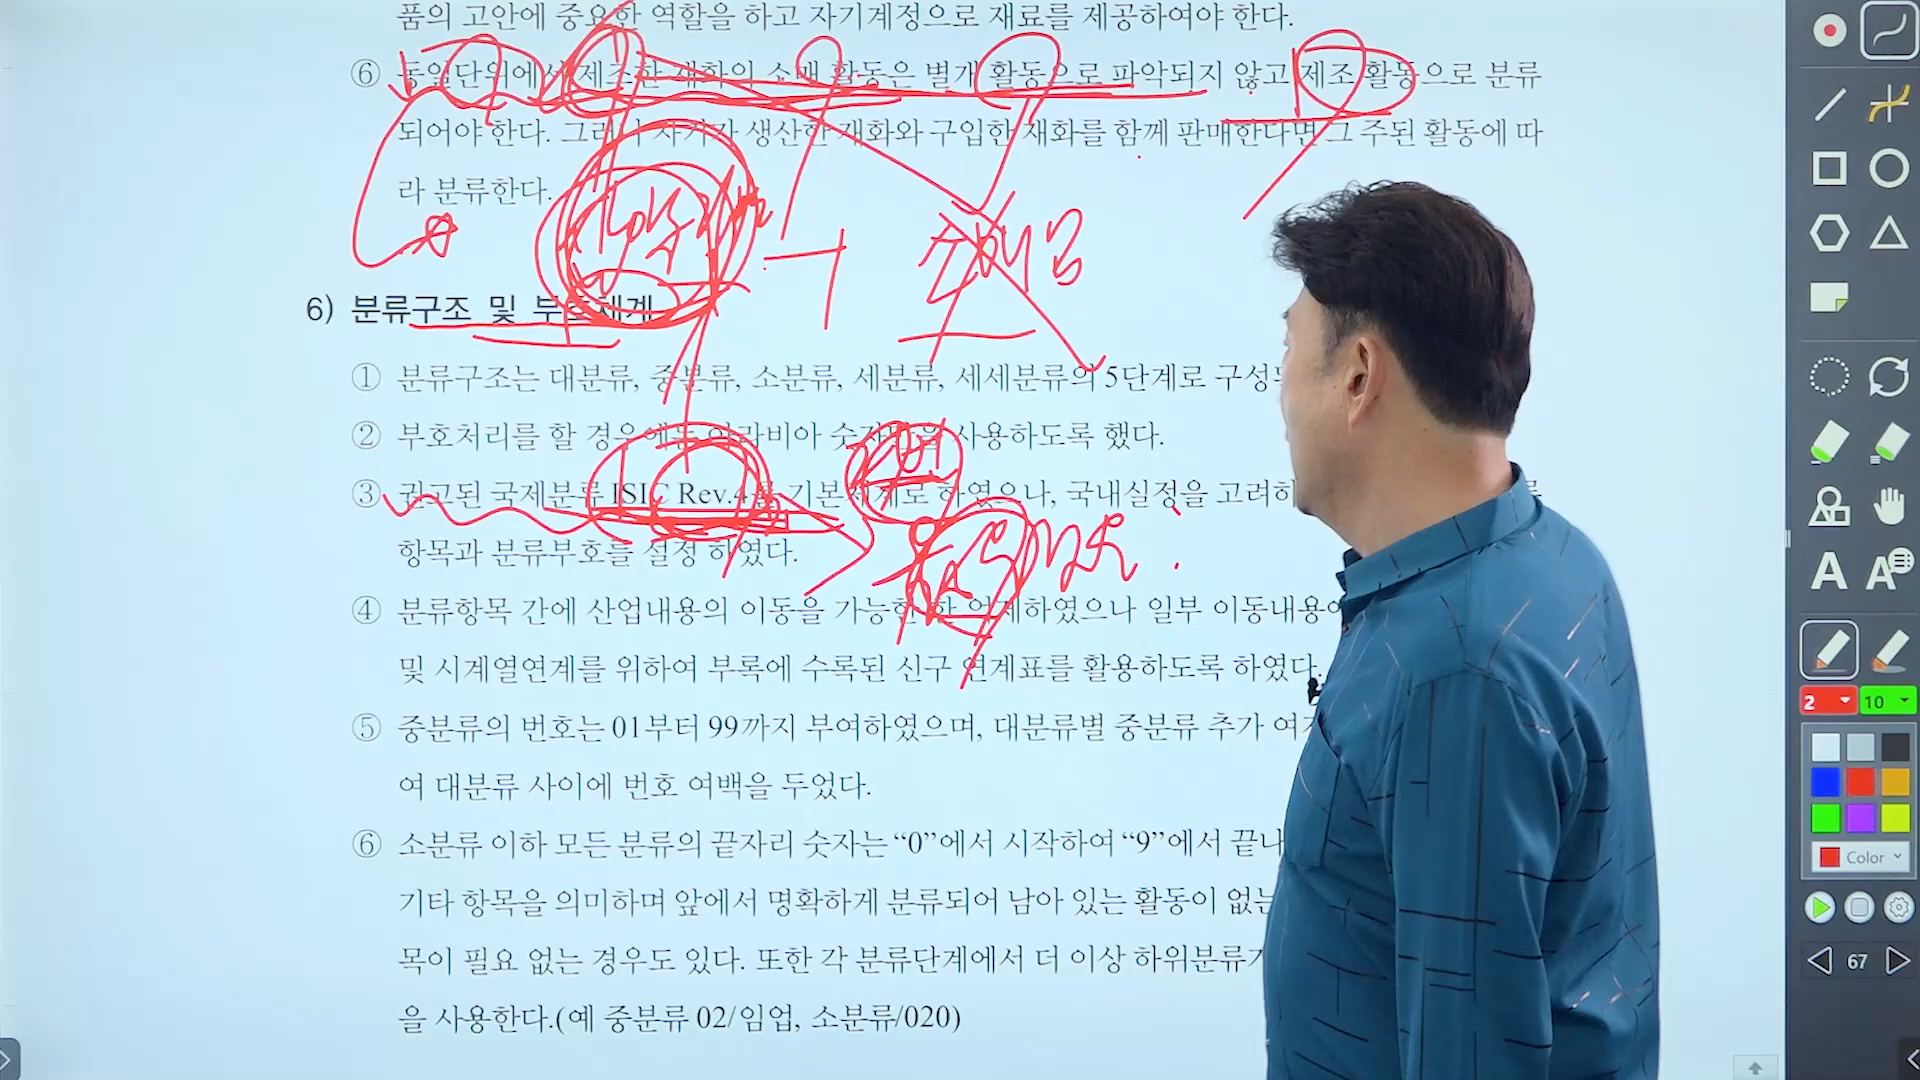 품의 고안에 중요한 역할을 하고 자기계정으로 재료를 제공하여야 한다.
⑥ 동일단위에서 제조한 재화의 소매 활동은 별개 활동으로 파악되지 않고 제조 활동으로 분류
되어야 한다. 그러나 자기가 생산한 재화와 구입한 재화를 함께 판매한다면 그 주된 활동에 따
라 분류한다.
6) 분류구조 및 부호체계
① 분류구조는 대분류, 중분류, 소분류, 세분류, 세세분류의 5단계로 구성
② 부호처리를 할 경우에는 아라비아 숫자만을 사용하도록 했다.
③ 권고된 국제분류 ISIC Rev.4를 기본체계로 하였으나, 국내실정을 고려하
항목과 분류부호를 설정 하였다.
④ 분류항목 간에 산업내용의 이동을 가능한 한 억제하였으나 일부 이동내용
및 시계열연계를 위하여 부록에 수록된 신구 연계표를 활용하도록 하였다.
⑤ 중분류의 번호는 01부터 99까지 부여하였으며, 대분류별 중분류 추가
여 대분류 사이에 번호 여백을 두었다.
⑥ 소분류 이하 모든 분류의 끝자리 숫자는 “0”에서 시작하여 “9”에서
기타 항목을 의미하며 앞에서 명확하게 분류되어 남아 있는 활동이 없는
목이 필요 없는 경우도 있다. 또한 각 분류단계에서 더 이상 하위분류
을 사용한다.(예 중분류 02/임업, 소분류/020)
2
10
Color
67